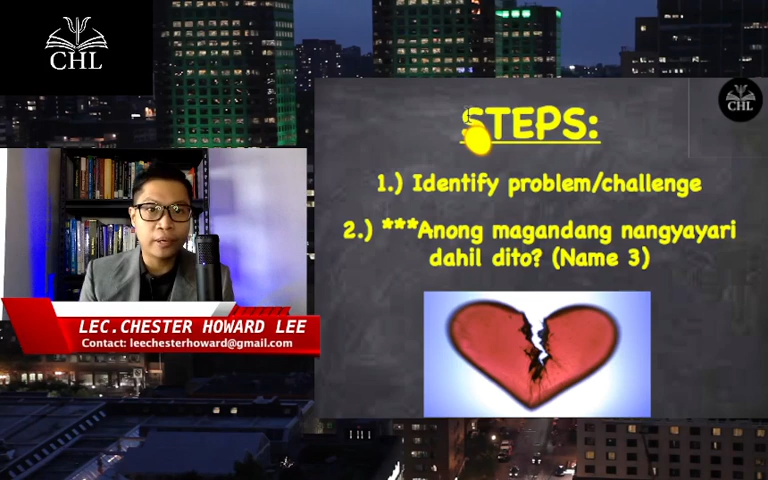 CHL
LEC.CHESTER HOWARD LEE
Contact: leechesterhoward@gmail.com
CHL
STEPS:
1.) Identify problem/challenge
2.) ***Anong magandang nangyayari
dahil dito? (Name 3)